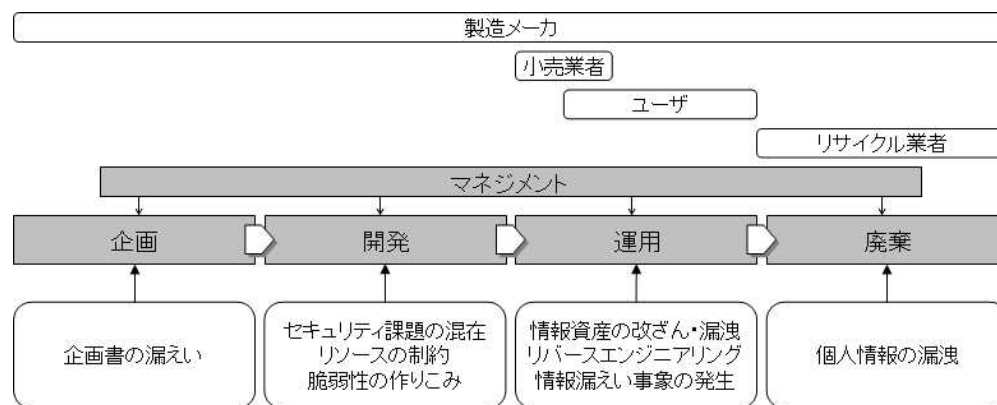 製造メーカ
小売業者
ユーザ
リサイクル業者
マネジメント
企画
開発
運用
廃棄
企画書の漏えい
セキュリティ課題の混在
リソースの制約
脆弱性の作りこみ
情報資産の改ざん・漏洩
リバースエンジニアリング
情報漏えい事象の発生
個人情報の漏洩